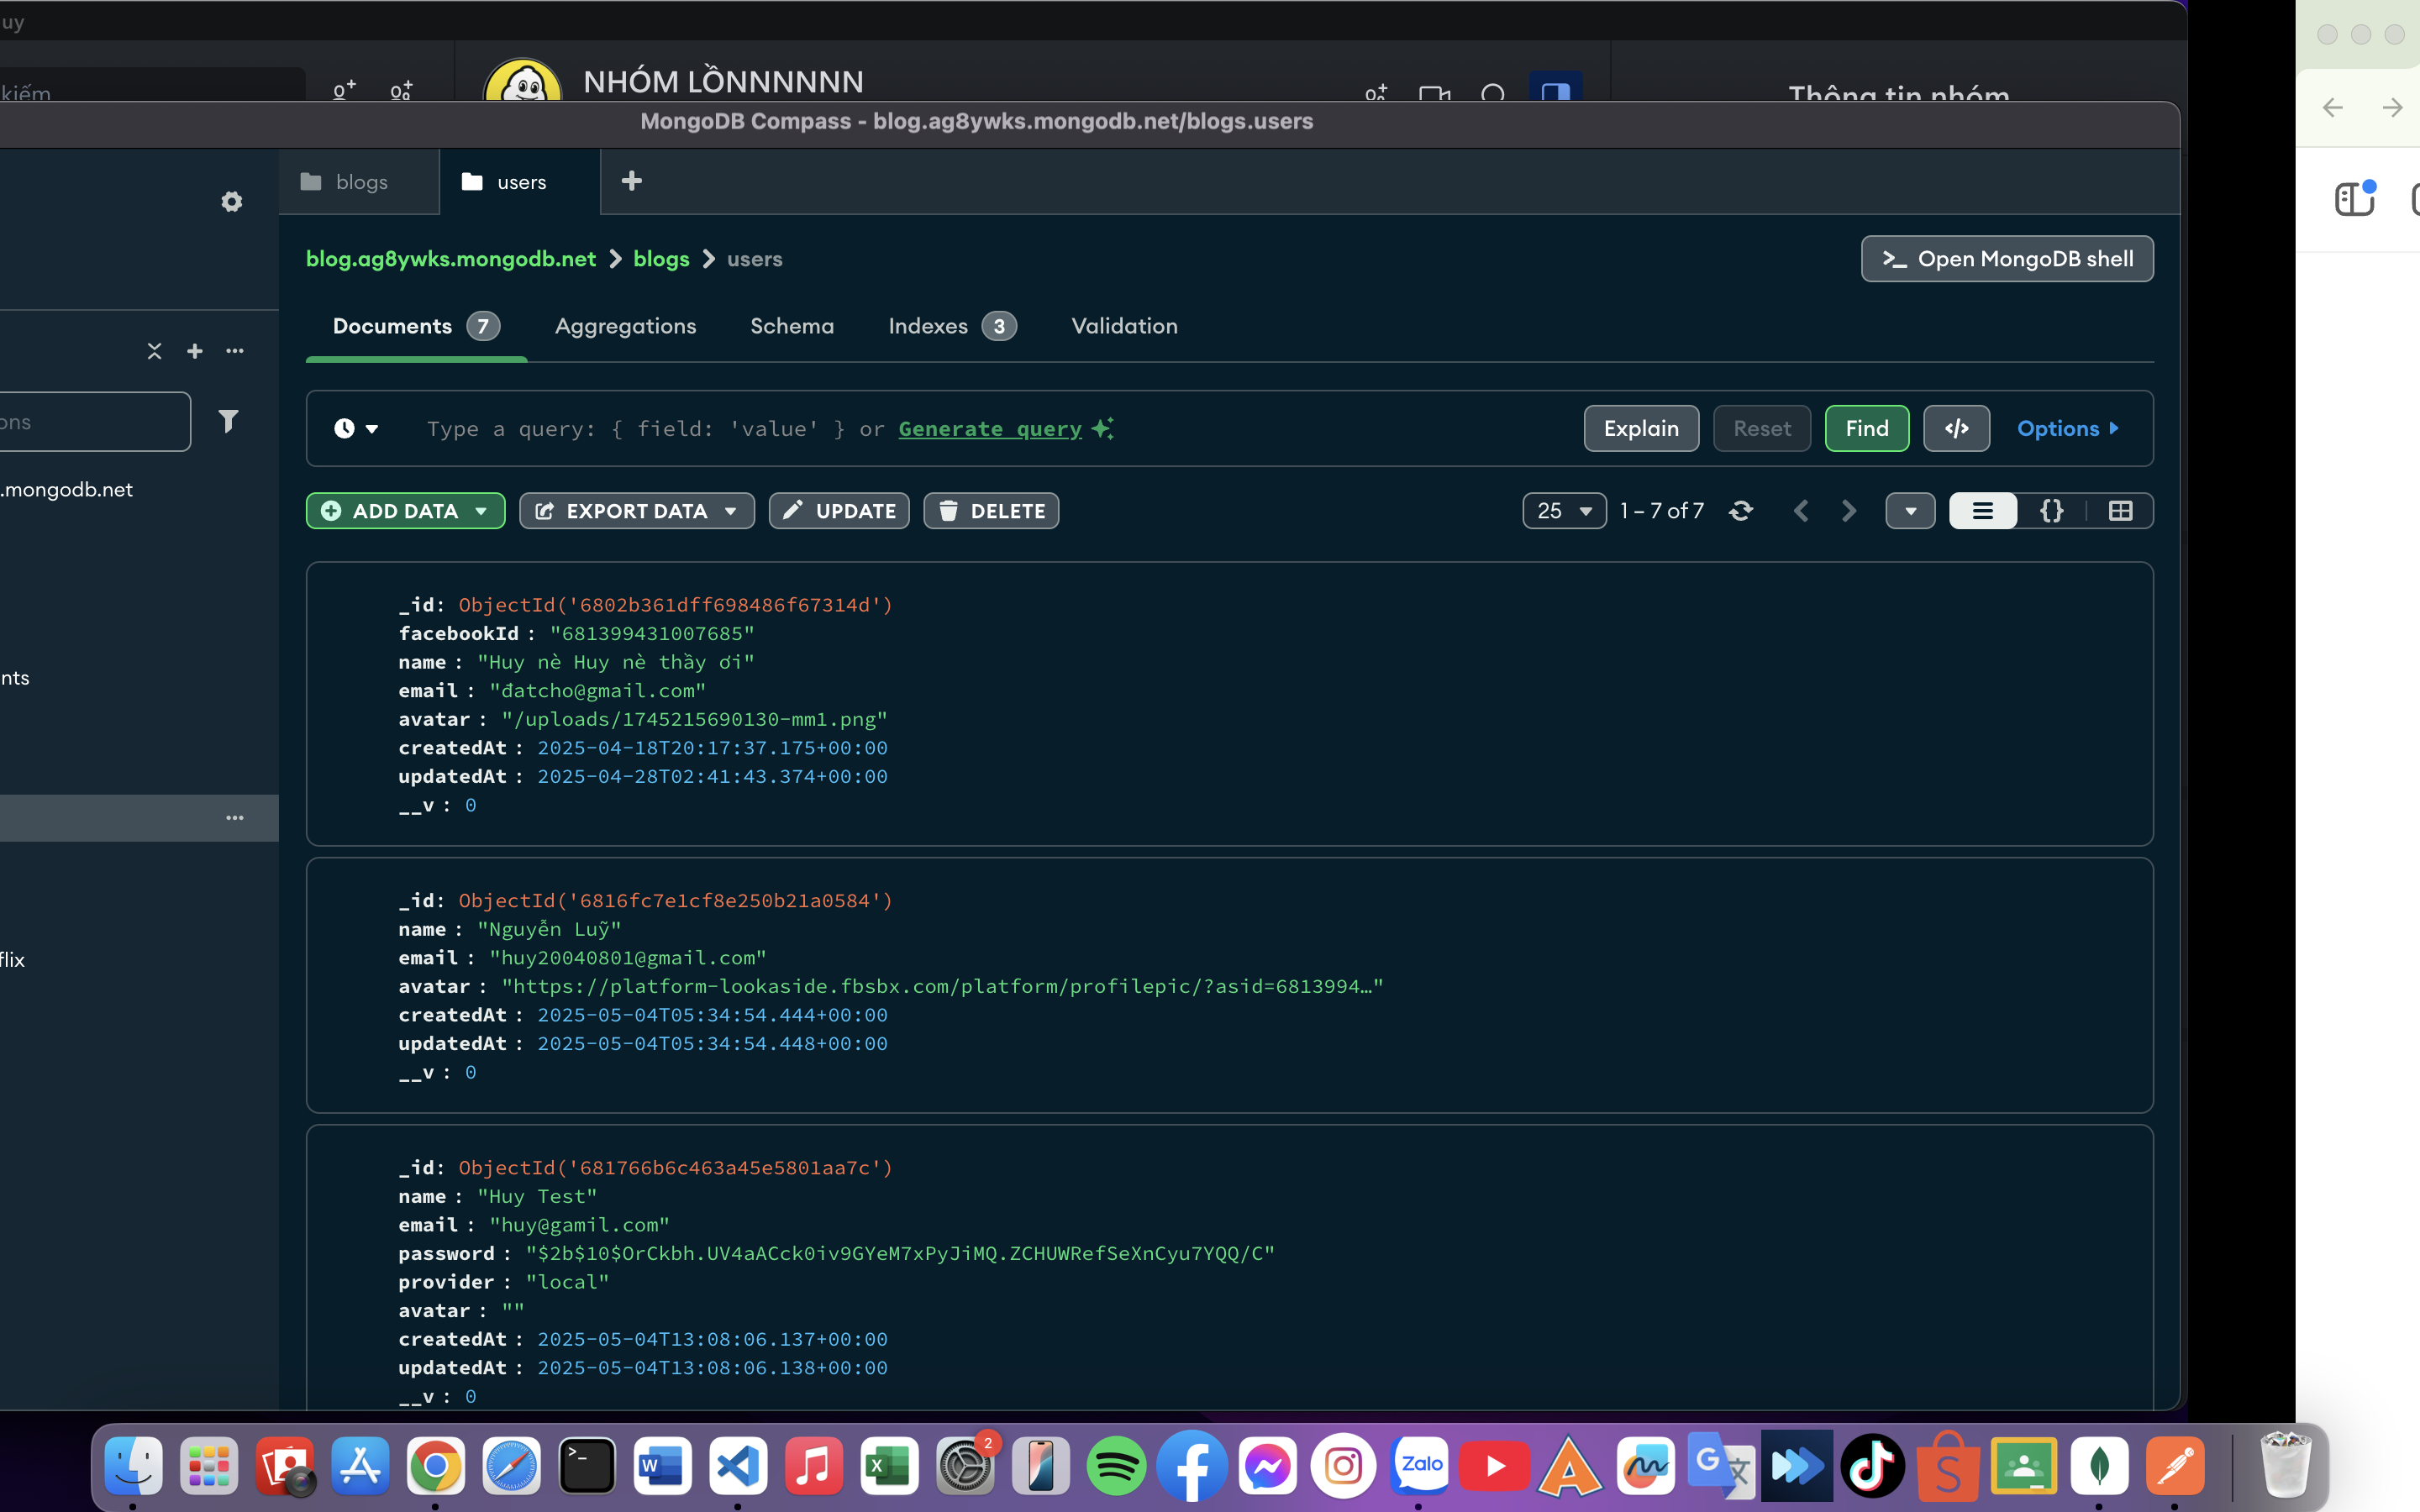 uy
kiếm
NHÓM LỒNNNNNN
Thông tin nhóm
MongoDB Compass - blog.ag8ywks.mongodb.net/blogs.users
blogs
users
blog.ag8ywks.mongodb.net > blogs > users
>_ Open MongoDB shell
Documents 7
Aggregations
Schema
Indexes 3
Validation
ons
Type a query: { field: 'value' } or Generate query
Explain
Reset
Find
</>
Options
.mongodb.net
ADD DATA
EXPORT DATA
UPDATE
DELETE
25
1 – 7 of 7
{}
_id: ObjectId('6802b361dff698486f67314d')
facebookId : "681399431007685"
name : "Huy nè Huy nè thầy ơi"
email : "đatcho@gmail.com"
avatar : "/uploads/1745215690130-mm1.png"
createdAt : 2025-04-18T20:17:37.175+00:00
updatedAt : 2025-04-28T02:41:43.374+00:00
__v : 0
nts
_id: ObjectId('6816fc7e1cf8e250b21a0584')
name : "Nguyễn Luỹ"
email : "huy20040801@gmail.com"
avatar : "https://platform-lookaside.fbsbx.com/platform/profilepic/?asid=6813994…"
createdAt : 2025-05-04T05:34:54.444+00:00
updatedAt : 2025-05-04T05:34:54.448+00:00
__v : 0
flix
_id: ObjectId('681766b6c463a45e5801aa7c')
name : "Huy Test"
email : "huy@gamil.com"
password : "$2b$10$OrCkbh.UV4aACck0iv9GYeM7xPyJiMQ.ZCHUWRefSeXnCyu7YQQ/C"
provider : "local"
avatar : ""
createdAt : 2025-05-04T13:08:06.137+00:00
updatedAt : 2025-05-04T13:08:06.138+00:00
__v : 0
>_
W
X
2
Zalo
G
文
S